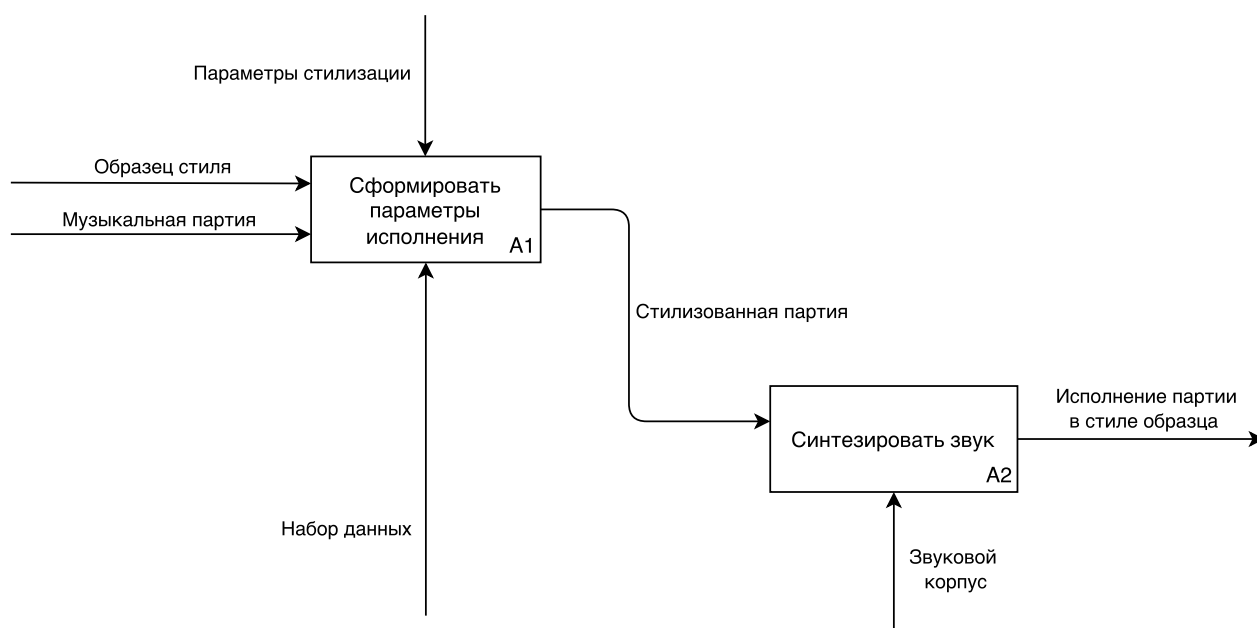 Параметры стилизации
Образец стиля
Музыкальная партия
Сформировать
параметры
исполнения
A1
Стилизованная партия
Исполнение партии
в стиле образца
Синтезировать звук
A2
Набор данных
Звуковой
корпус